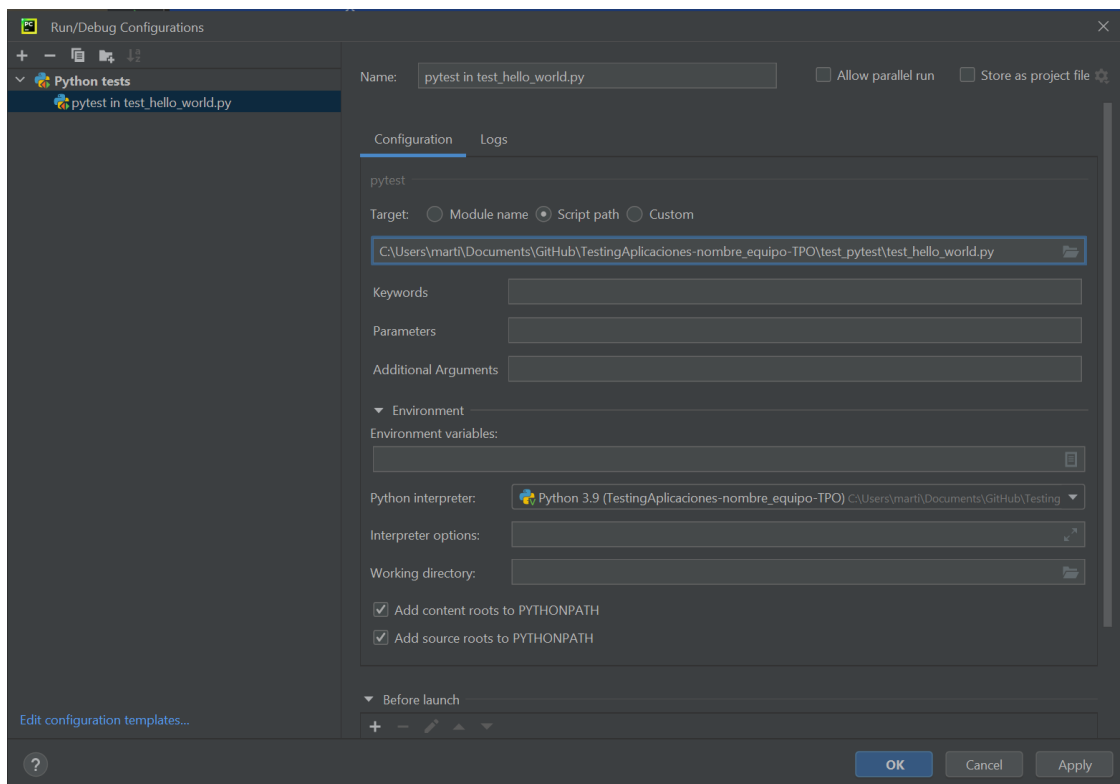 PC Run/Debug Configurations
Python tests
pytest in test_hello_world.py
Edit configuration templates...
?
Name: pytest in test_hello_world.py Allow parallel run Store as project file
Configuration Logs
pytest
Target: Module name Script path Custom
C:\Users\marti\Documents\GitHub\TestingAplicaciones-nombre_equipo-TPO\test_pytest\test_hello_world.py
Keywords
Parameters
Additional Arguments
Environment
Environment variables:
Python interpreter: Python 3.9 (TestingAplicaciones-nombre_equipo-TPO) C:\Users\marti\Documents\GitHub\Testing
Interpreter options:
Working directory:
Add content roots to PYTHONPATH
Add source roots to PYTHONPATH
Before launch
OK Cancel Apply